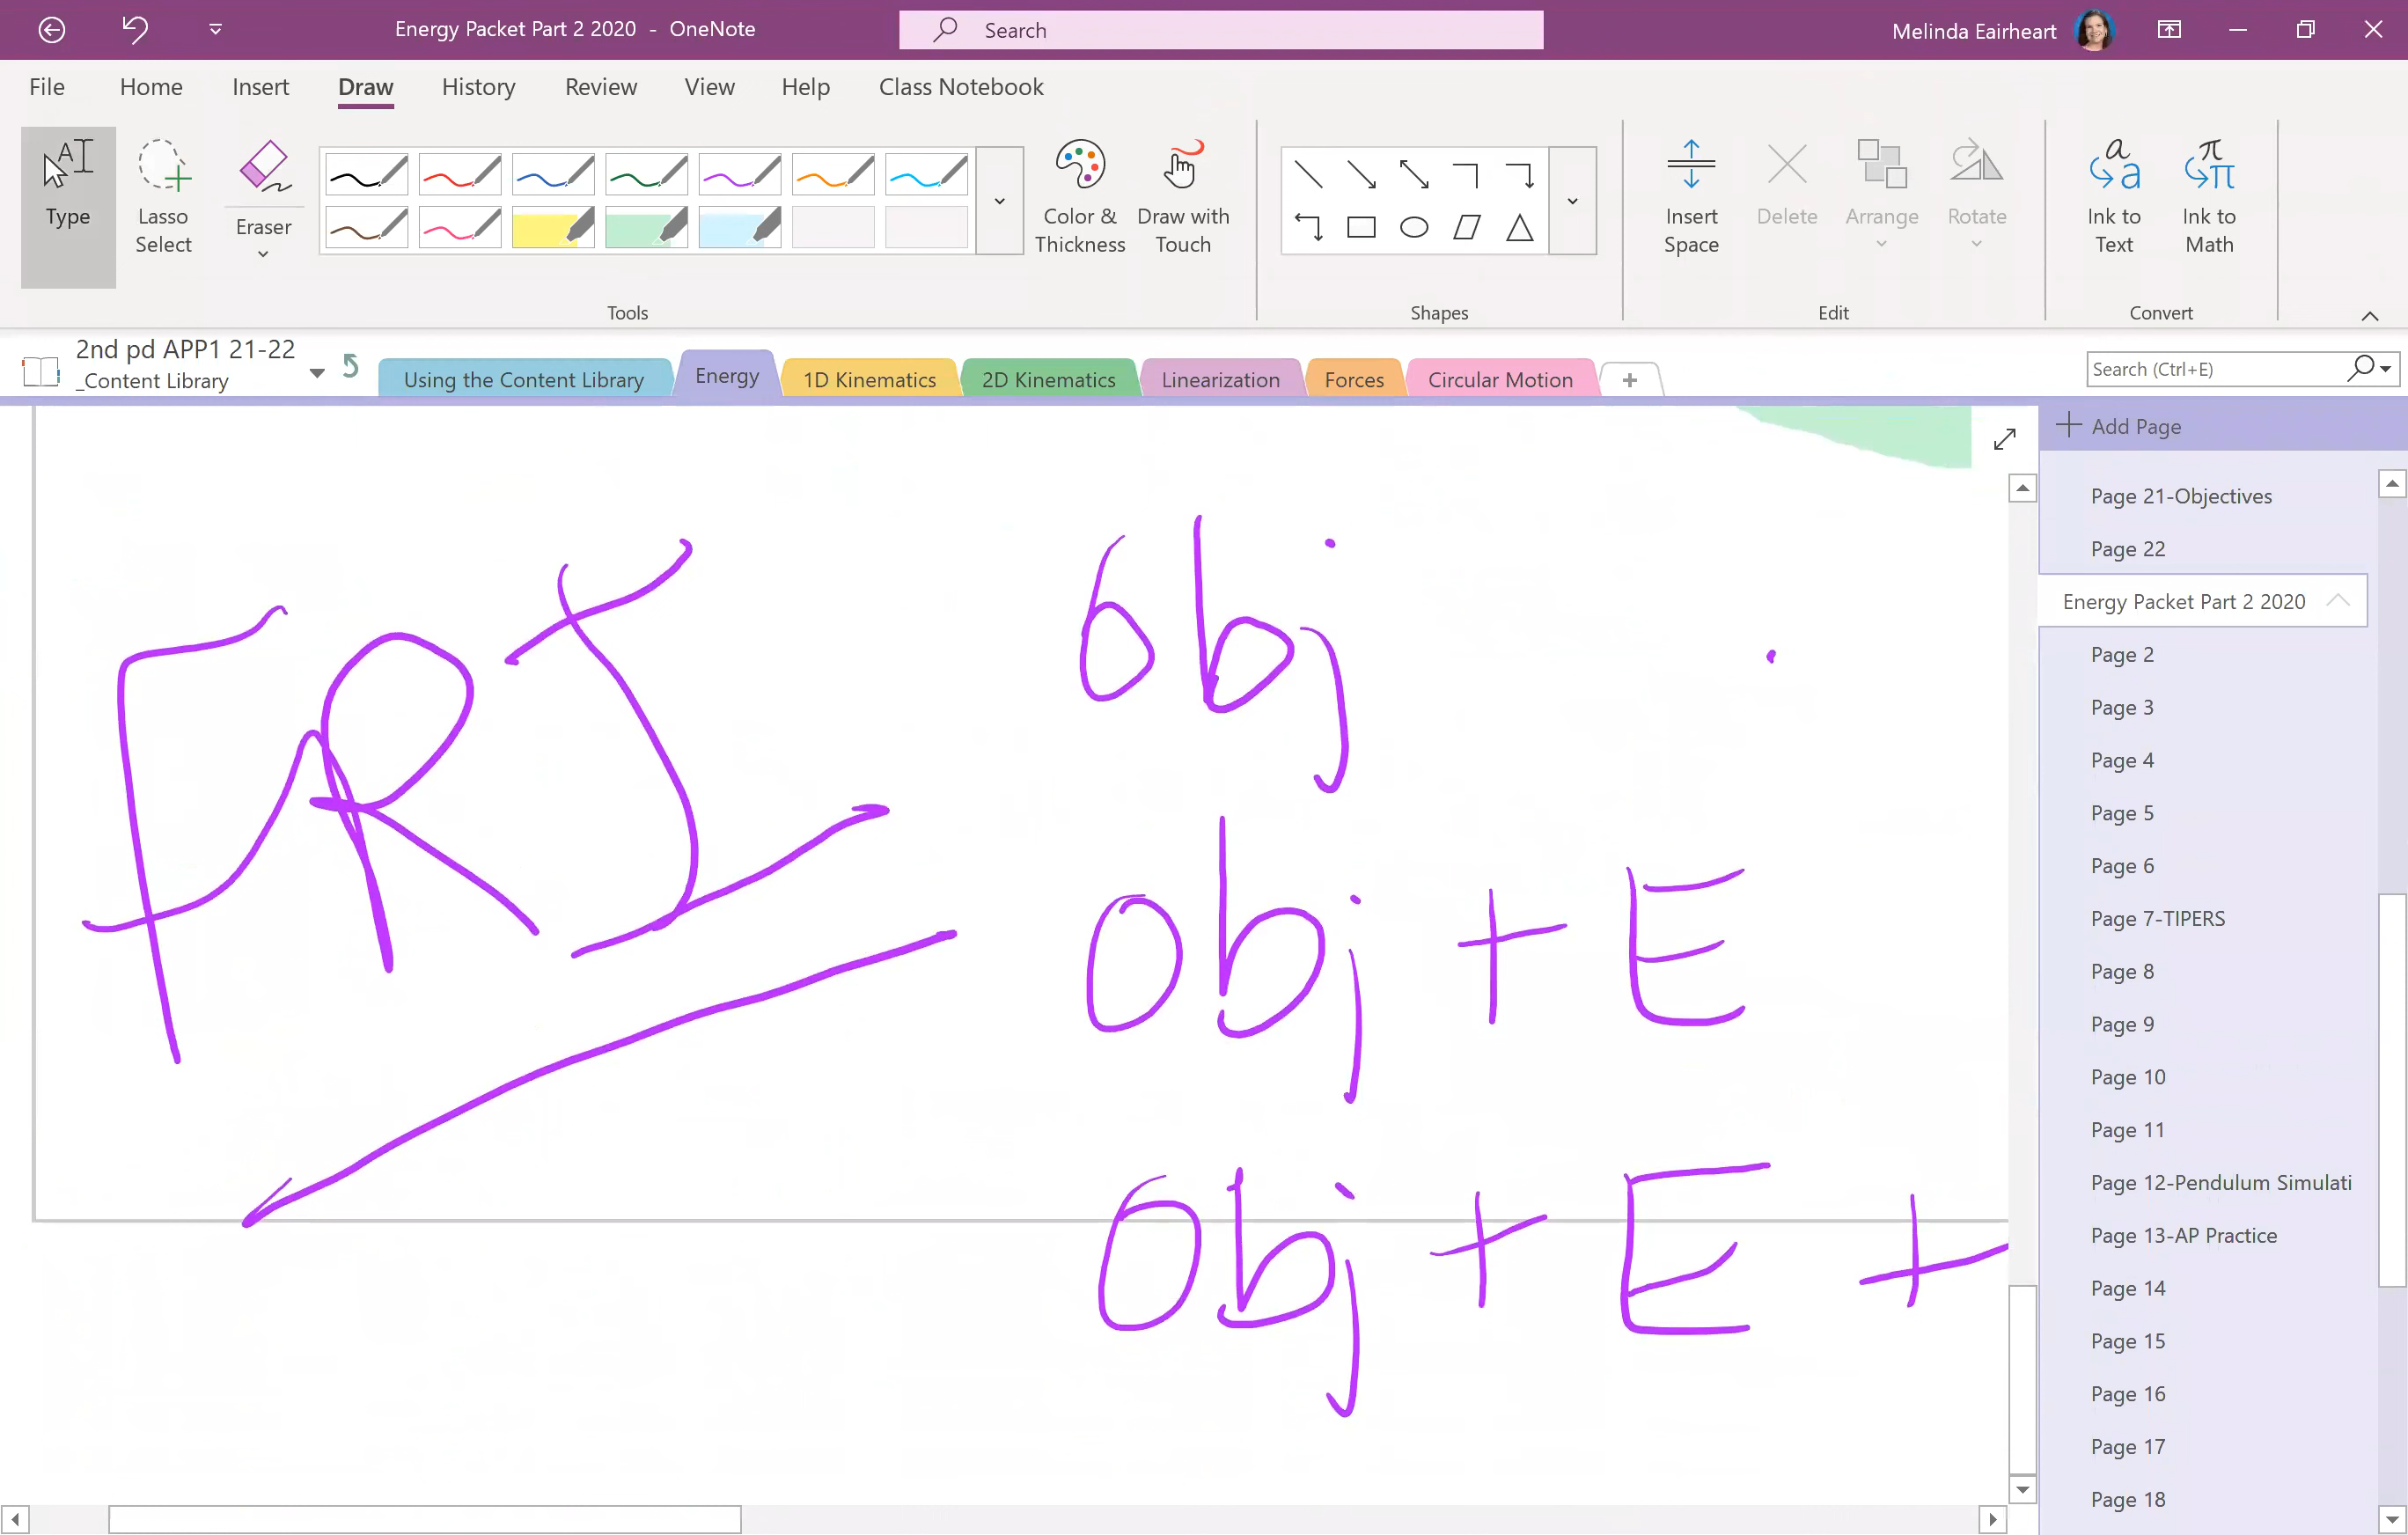 Energy Packet Part 2 2020 - OneNote
Search
Melinda Eairheart
File Home Insert Draw History Review View Help Class Notebook
Type
Lasso Select
Eraser
Color & Thickness
Draw with Touch
Insert Space
Delete
Arrange
Rotate
Ink to Text
Ink to Math
Tools
Shapes
Edit
Convert
2nd pd APP1 21-22
_Content Library
Using the Content Library
Energy
1D Kinematics
2D Kinematics
Linearization
Forces
Circular Motion
Search (Ctrl+E)
Add Page
Page 21-Objectives
Page 22
Energy Packet Part 2 2020
Page 2
Page 3
Page 4
Page 5
Page 6
Page 7-TIPERS
Page 8
Page 9
Page 10
Page 11
Page 12-Pendulum Simulati
Page 13-AP Practice
Page 14
Page 15
Page 16
Page 17
Page 18
FRI
obj
obj + E
obj + E +